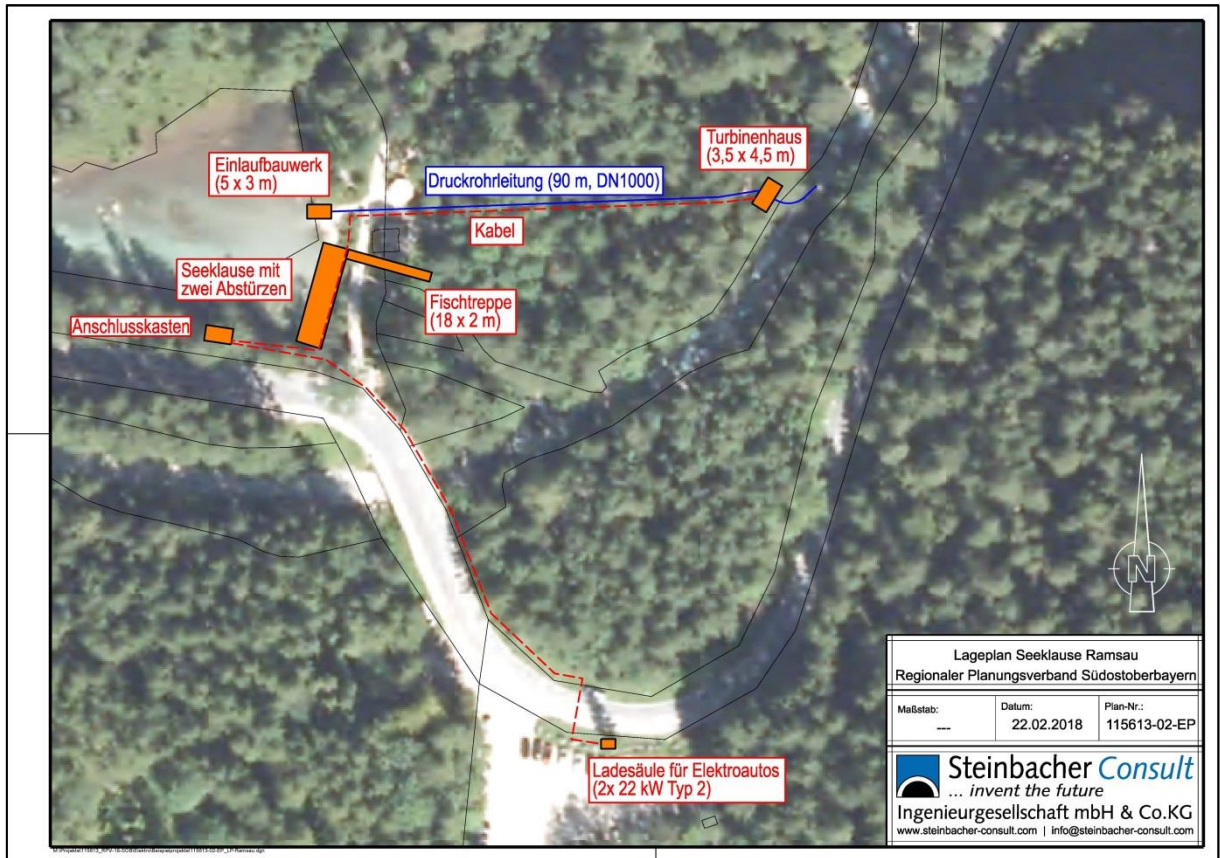 Turbinenhaus
(3,5 x 4,5 m)
Einlaufbauwerk
(5 x 3 m)
Druckrohrleitung (90 m, DN1000)
Kabel
Seeklause mit
zwei Abstürzen
Fischtreppe
(18 x 2 m)
Anschlusskasten
N
Ladesäule für Elektroautos
(2x 22 kW Typ 2)
Lageplan Seeklause Ramsau
Regionaler Planungsverband Südostoberbayern
Maßstab:
---
Datum:
22.02.2018
Plan-Nr.:
115613-02-EP
Steinbacher Consult
... invent the future
Ingenieurgesellschaft mbH & Co.KG
www.steinbacher-consult.com | info@steinbacher-consult.com